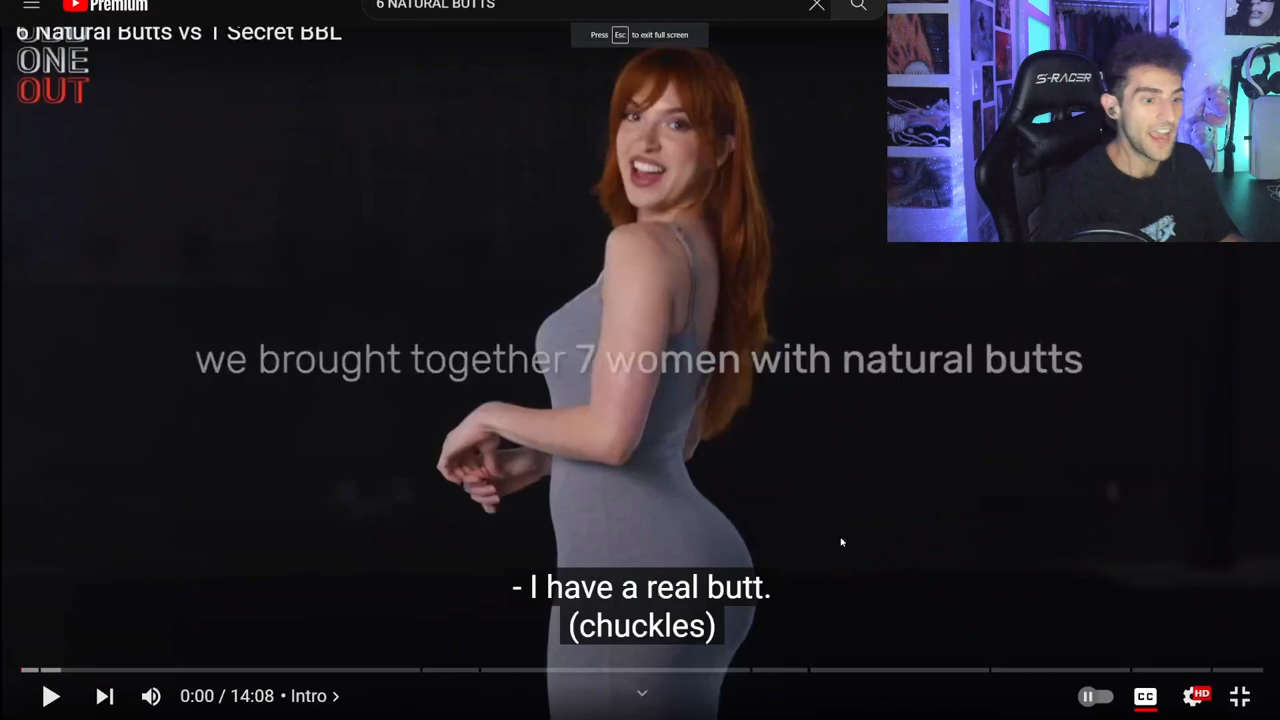 Premium
6 NATURAL BUTTS
6 Natural Butts vs 1 Secret BBL
Press Esc to exit full screen
ODD
ONE
OUT
S-RACER
we brought together 7 women with natural butts
- I have a real butt.
(chuckles)
0:00 / 14:08 • Intro >
CC
HD